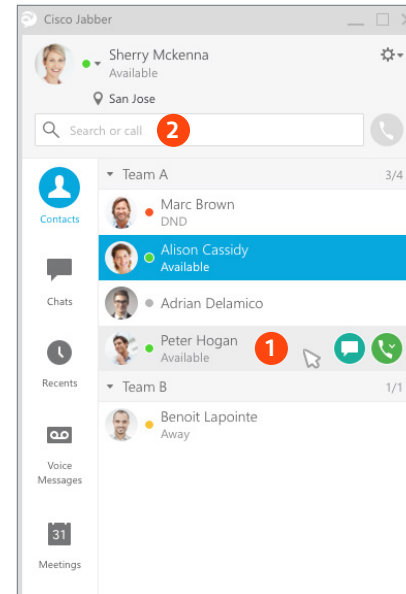 Cisco Jabber
Sherry Mckenna
Available
San Jose
Search or call 2
Contacts
Team A 3/4
Marc Brown
DND
Alison Cassidy
Available
Chats
Adrian Delamico
Peter Hogan 1
Available
Recents
Team B 1/1
Benoit Lapointe
Away
Voice
Messages
31
Meetings